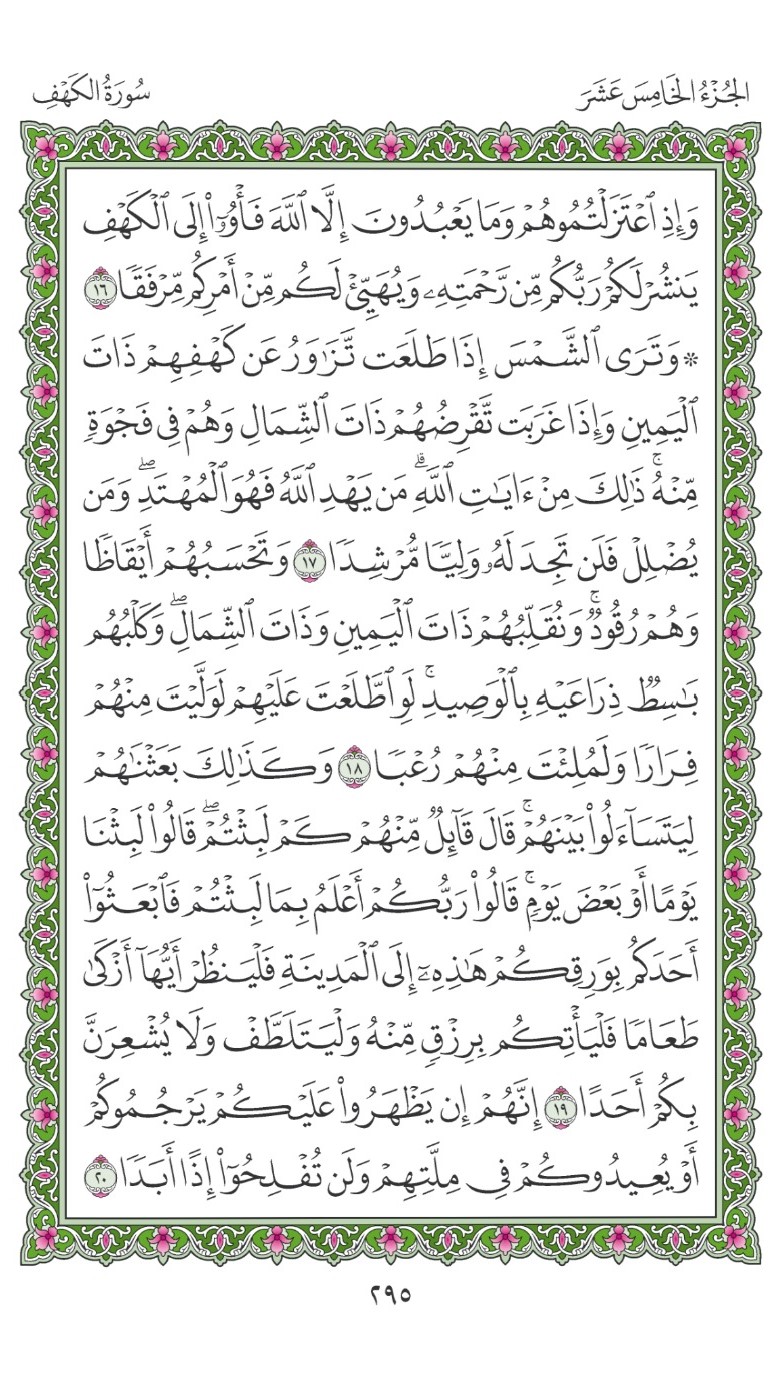 الجُزْءُ الخَامِسَ عَشَرَ
سُورَةُ الكَهْفِ
وَإِذِ ٱعْتَزَلْتُمُوهُمْ وَمَا يَعْبُدُونَ إِلَّا ٱللَّهَ فَأْوُۥٓا۟ إِلَى ٱلْكَهْفِ
يَنشُرْ لَكُمْ رَبُّكُم مِّن رَّحْمَتِهِۦ وَيُهَيِّئْ لَكُم مِّنْ أَمْرِكُم مِّرْفَقًا ١٦
۞ وَتَرَى ٱلشَّمْسَ إِذَا طَلَعَت تَّزَٰوَرُ عَن كَهْفِهِمْ ذَاتَ
ٱلْيَمِينِ وَإِذَا غَرَبَت تَّقْرِضُهُمْ ذَاتَ ٱلشِّمَالِ وَهُمْ فِى فَجْوَةٍ
مِّنْهُ ۚ ذَٰلِكَ مِنْ ءَايَٰتِ ٱللَّهِ ۗ مَن يَهْدِ ٱللَّهُ فَهُوَ ٱلْمُهْتَدِ ۖ وَمَن
يُضْلِلْ فَلَن تَجِدَ لَهُۥ وَلِيًّا مُّرْشِدًا ١٧ وَتَحْسَبُهُمْ أَيْقَاظًا
وَهُمْ رُقُودٌ ۚ وَنُقَلِّبُهُمْ ذَاتَ ٱلْيَمِينِ وَذَاتَ ٱلشِّمَالِ ۖ وَكَلْبُهُم
بَٰسِطٌ ذِرَاعَيْهِ بِٱلْوَصِيدِ ۚ لَوِ ٱطَّلَعْتَ عَلَيْهِمْ لَوَلَّيْتَ مِنْهُمْ
فِرَارًا وَلَمُلِئْتَ مِنْهُمْ رُعْبًا ١٨ وَكَذَٰلِكَ بَعَثْنَٰهُمْ
لِيَتَسَآءَلُوا۟ بَيْنَهُمْ ۚ قَالَ قَآئِلٌ مِّنْهُمْ كَمْ لَبِثْتُمْ ۖ قَالُوا۟ لَبِثْنَا
يَوْمًا أَوْ بَعْضَ يَوْمٍ ۚ قَالُوا۟ رَبُّكُمْ أَعْلَمُ بِمَا لَبِثْتُمْ فَٱبْعَثُوٓا۟
أَحَدَكُم بِوَرِقِكُمْ هَٰذِهِۦٓ إِلَى ٱلْمَدِينَةِ فَلْيَنظُرْ أَيُّهَآ أَزْكَىٰ
طَعَامًا فَلْيَأْتِكُم بِرِزْقٍ مِّنْهُ وَلْيَتَلَطَّفْ وَلَا يُشْعِرَنَّ
بِكُمْ أَحَدًا ١٩ إِنَّهُمْ إِن يَظْهَرُوا۟ عَلَيْكُمْ يَرْجُمُوكُمْ
أَوْ يُعِيدُوكُمْ فِى مِلَّتِهِمْ وَلَن تُفْلِحُوٓا۟ إِذًا أَبَدًا ٢٠
٢٩٥